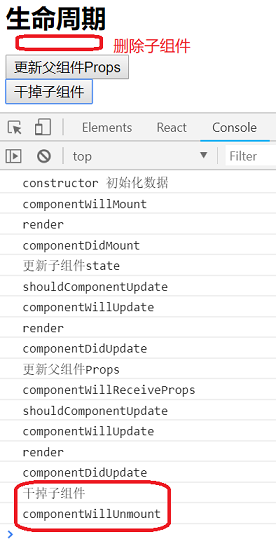 生命周期
删除子组件
更新父组件Props
干掉子组件
Elements React Console
top Filter
constructor 初始化数据
componentWillMount
render
componentDidMount
更新子组件state
shouldComponentUpdate
componentWillUpdate
render
componentDidUpdate
更新父组件Props
componentWillReceiveProps
shouldComponentUpdate
componentWillUpdate
render
componentDidUpdate
干掉子组件
componentWillUnmount